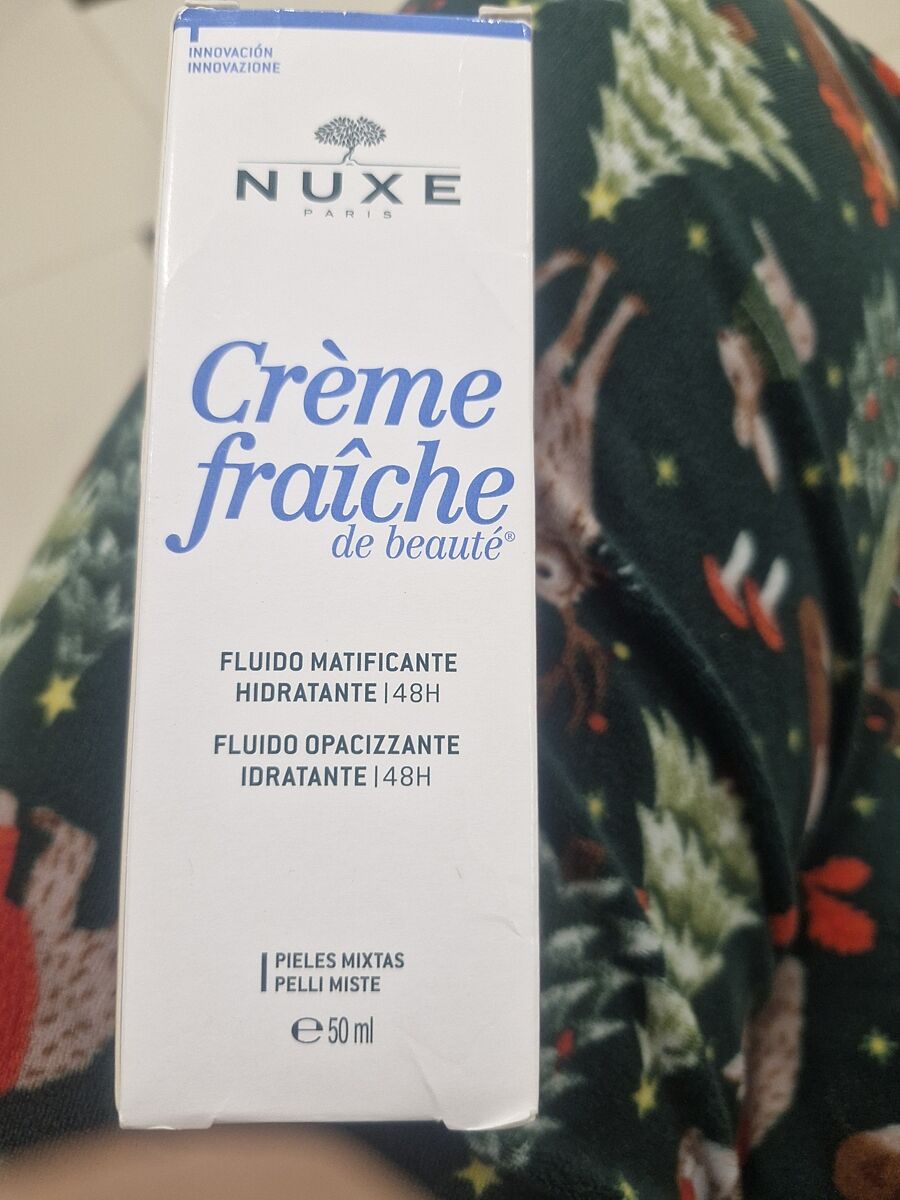 INNOVACIÓN
INNOVAZIONE
NUXE
PARIS
Crème
fraîche
de beauté®
FLUIDO MATIFICANTE
HIDRATANTE | 48H
FLUIDO OPACIZZANTE
IDRATANTE | 48H
PIELES MIXTAS
PELLI MISTE
℮ 50 ml